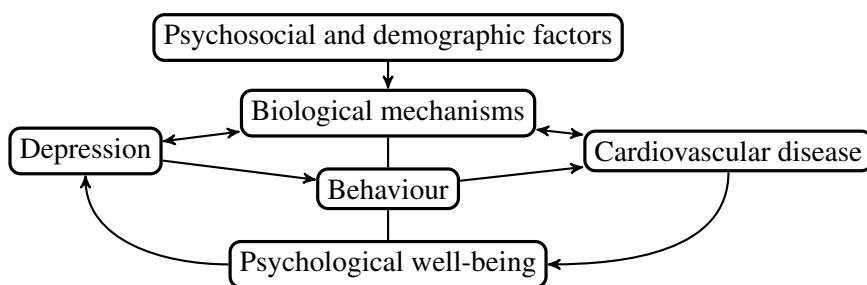 Psychosocial and demographic factors
Biological mechanisms
Depression
Cardiovascular disease
Behaviour
Psychological well-being